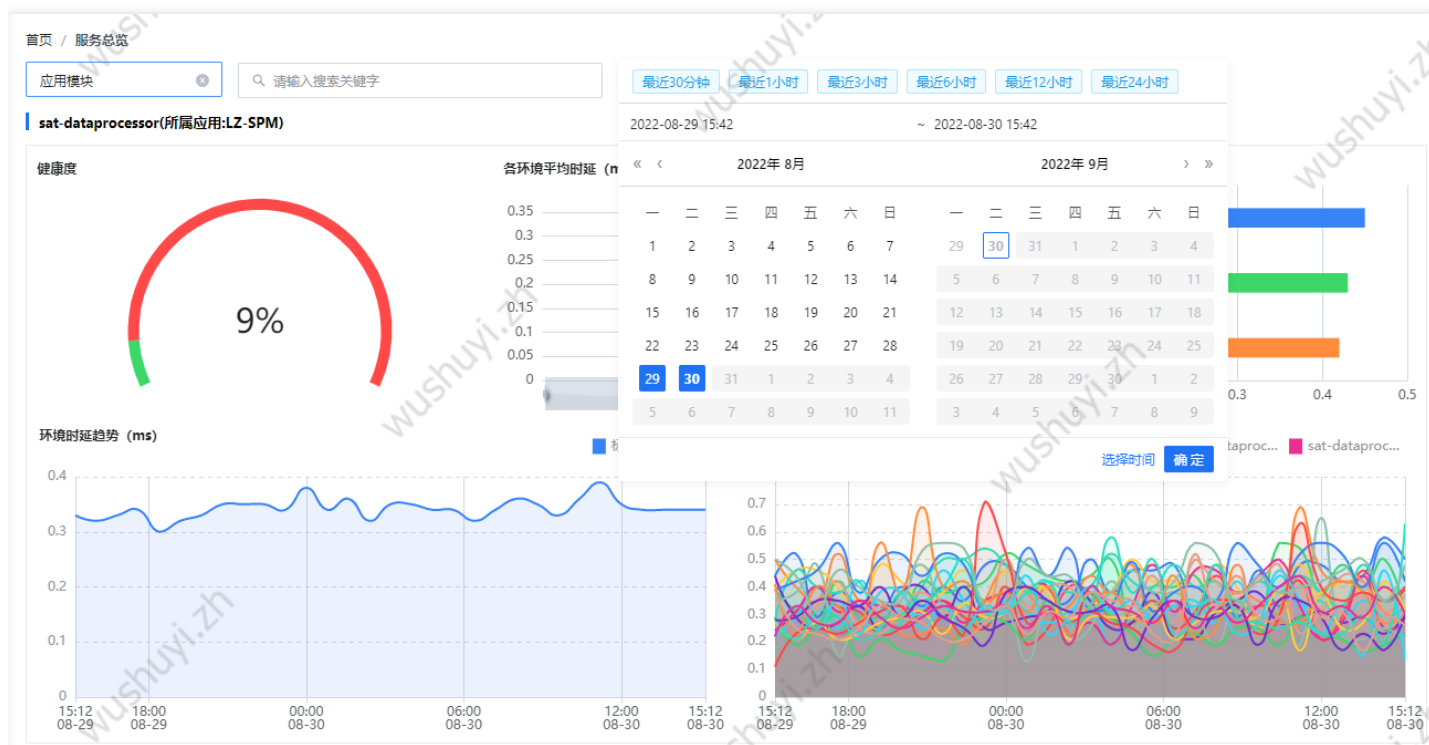 首页 / 服务总览
应用模块
请输入搜索关键字
最近30分钟 最近1小时 最近3小时 最近6小时 最近12小时 最近24小时
sat-dataprocessor(所属应用:LZ-SPM)
2022-08-29 15:42 ~ 2022-08-30 15:42
健康度
9%
各环境平均时延（m
0.35
0.3
0.25
0.2
0.15
0.1
0.05
0
« ‹ 2022年 8月
一 二 三 四 五 六 日
1 2 3 4 5 6 7
8 9 10 11 12 13 14
15 16 17 18 19 20 21
22 23 24 25 26 27 28
29 30 31 1 2 3 4
5 6 7 8 9 10 11
2022年 9月 › »
一 二 三 四 五 六 日
29 30 31 1 2 3 4
5 6 7 8 9 10 11
12 13 14 15 16 17 18
19 20 21 22 23 24 25
26 27 28 29 30 1 2
3 4 5 6 7 8 9
选择时间 确定
0.3 0.4 0.5
环境时延趋势（ms）
0.4
0.3
0.2
0.1
0
15:12 18:00 00:00 06:00 12:00 15:12
08-29 08-29 08-30 08-30 08-30 08-30
taproc... sat-dataproc...
0.7
0.6
0.5
0.4
0.3
0.2
0.1
0
15:12 18:00 00:00 06:00 12:00 15:12
08-29 08-29 08-30 08-30 08-30 08-30
wushuyi.zh
wushuyi.zh
wushuyi.zh
wushuyi.zh
wushuyi.zh